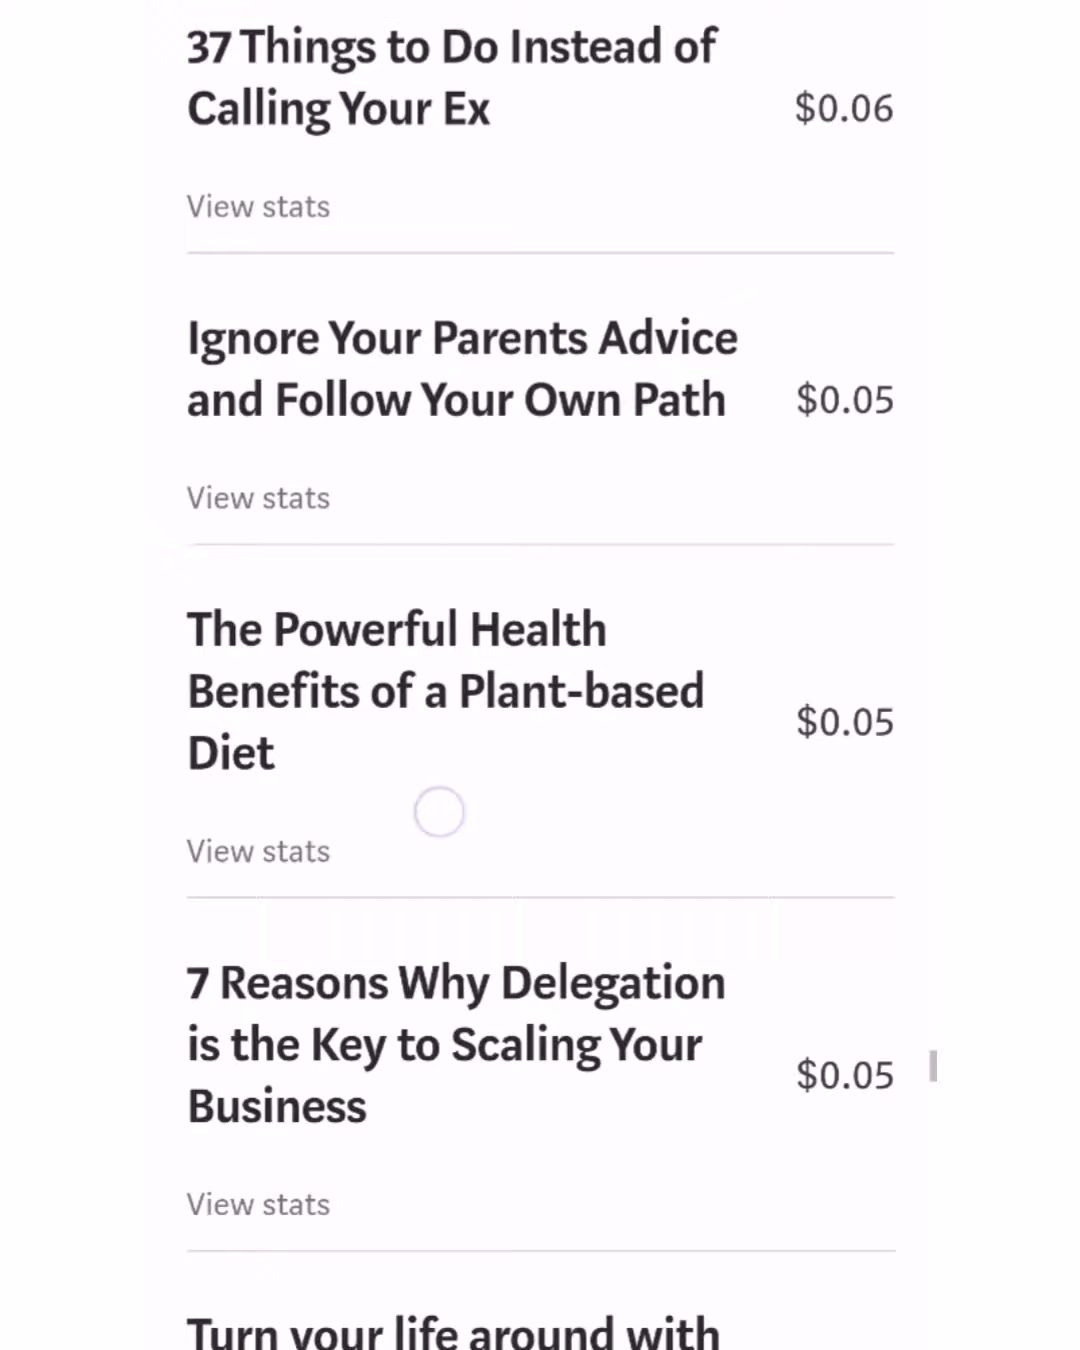 37 Things to Do Instead of
Calling Your Ex
$0.06
View stats
Ignore Your Parents Advice
and Follow Your Own Path
$0.05
View stats
The Powerful Health
Benefits of a Plant-based
Diet
$0.05
View stats
7 Reasons Why Delegation
is the Key to Scaling Your
Business
$0.05
View stats
Turn your life around with